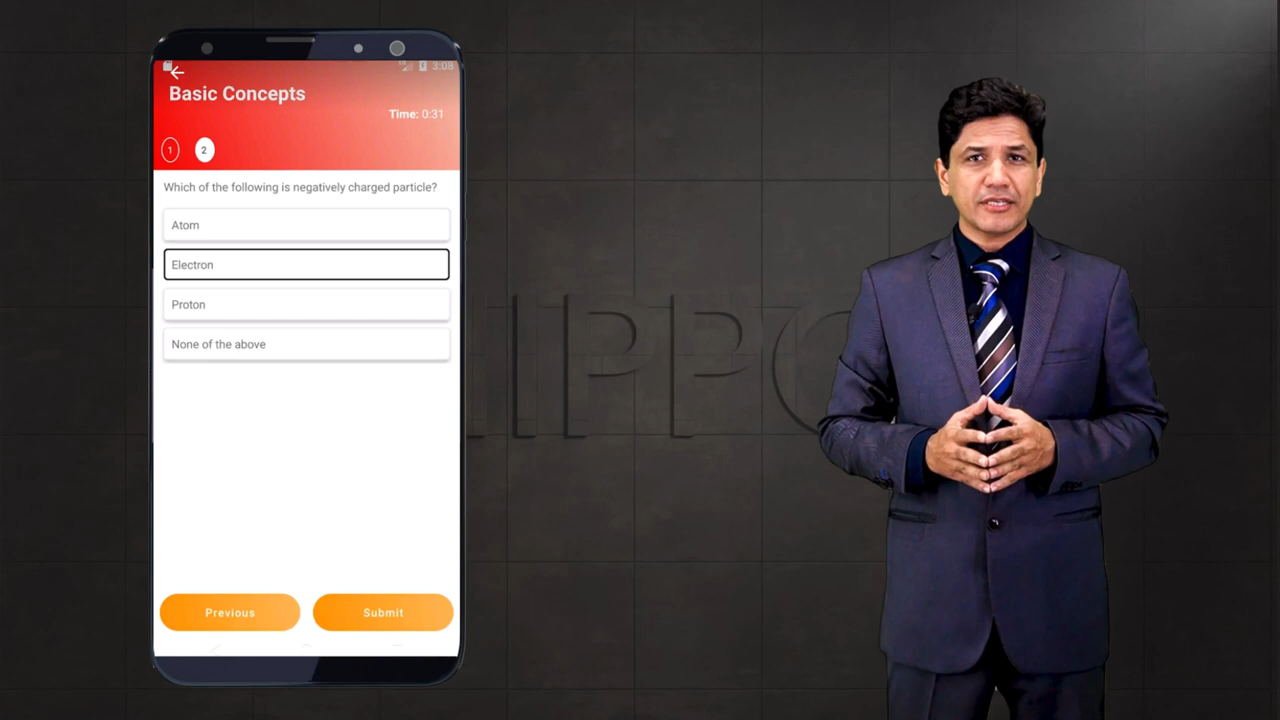 3:08
Basic Concepts
Time: 0:31
1 2
Which of the following is negatively charged particle?
Atom
Electron
Proton
None of the above
Previous Submit